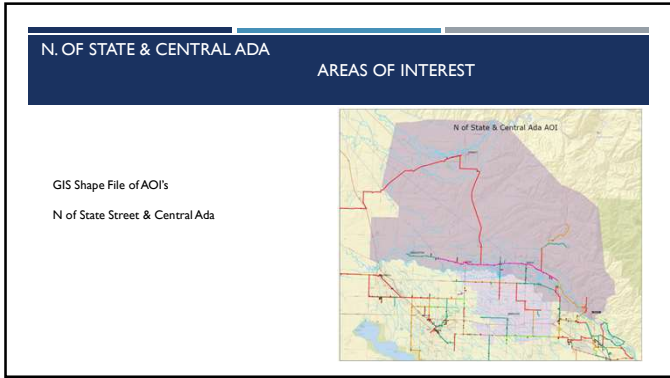 N. OF STATE & CENTRAL ADA
AREAS OF INTEREST
N of State & Central Ada AOI
GIS Shape File of AOI's
N of State Street & Central Ada